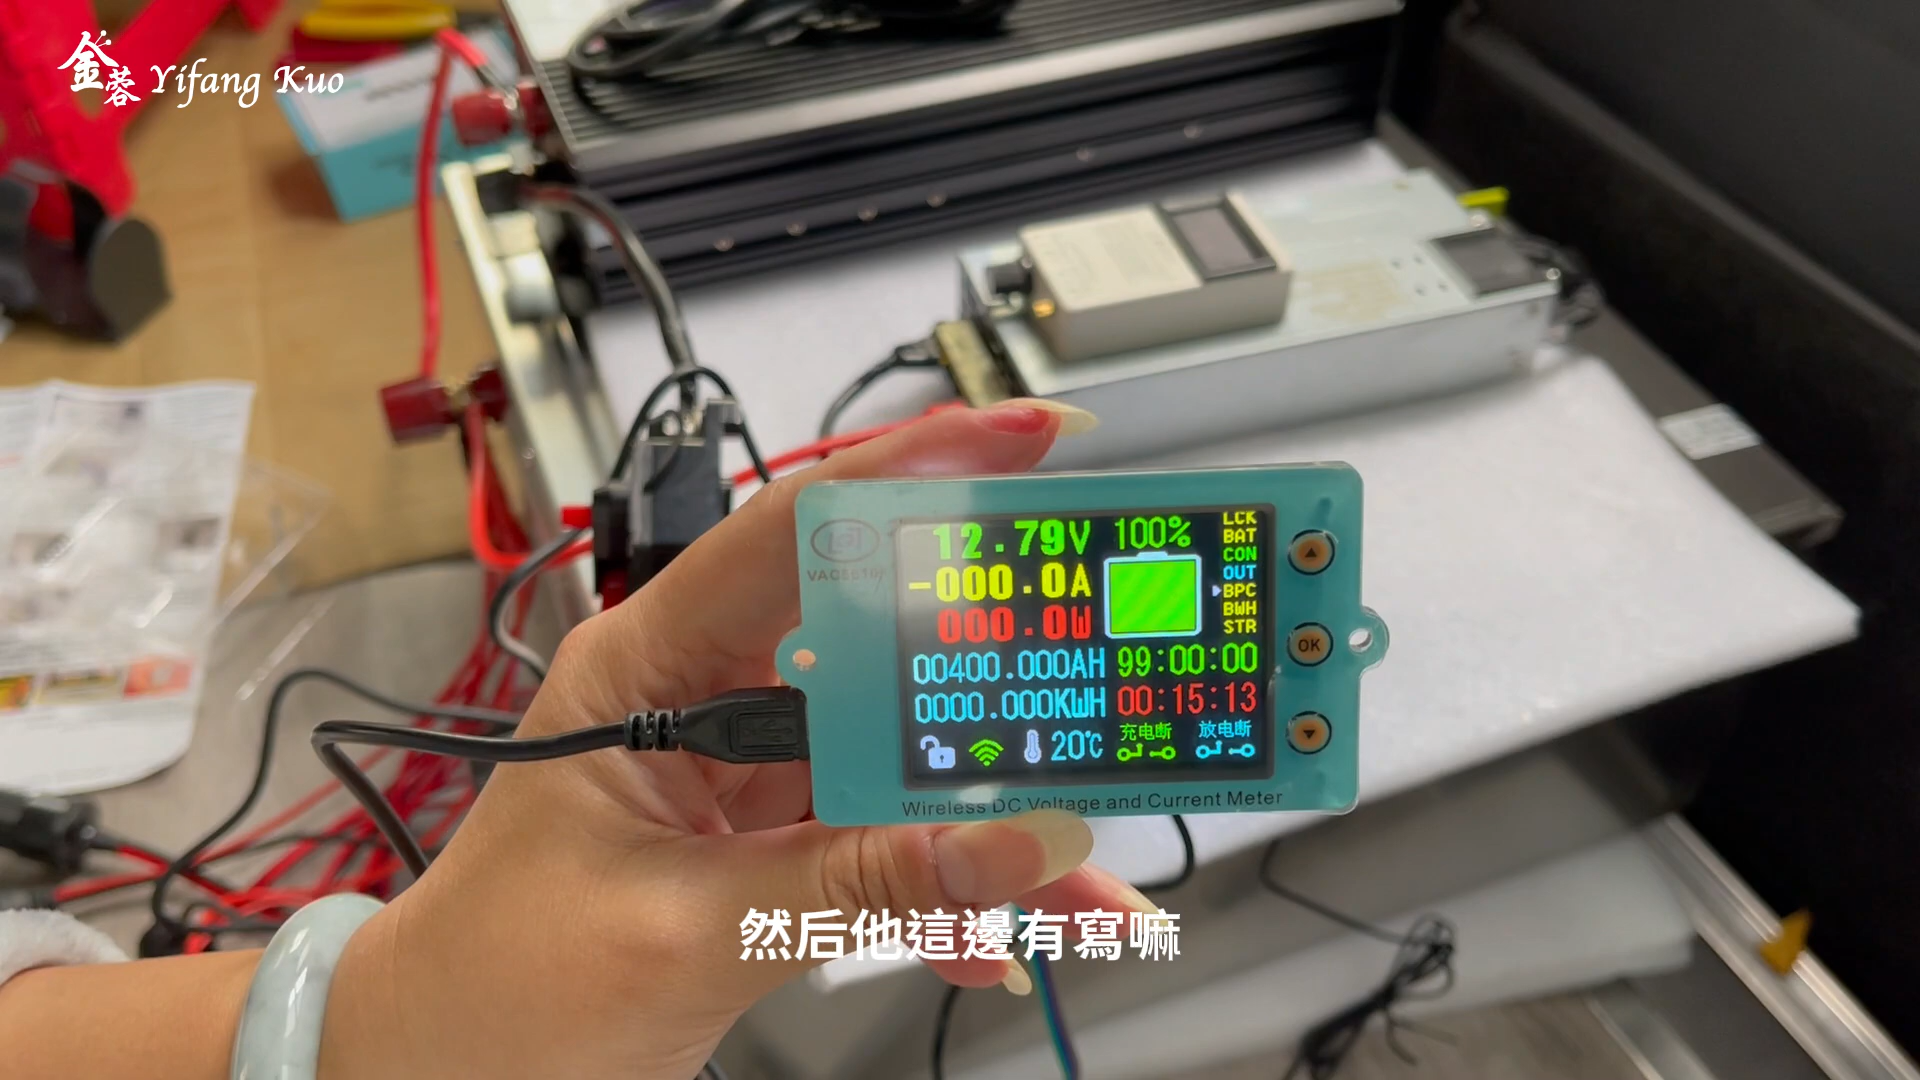 金蓉 Yifang Kuo
12.79V 100%
-000.0A
000.0W
LCK
BAT
CON
OUT
BPC
BWH
STR
OK
00400.000AH 99:00:00
0000.000KWH 00:15:13
20℃ 充电断 放电断
Wireless DC Voltage and Current Meter
然后他這邊有寫嘛